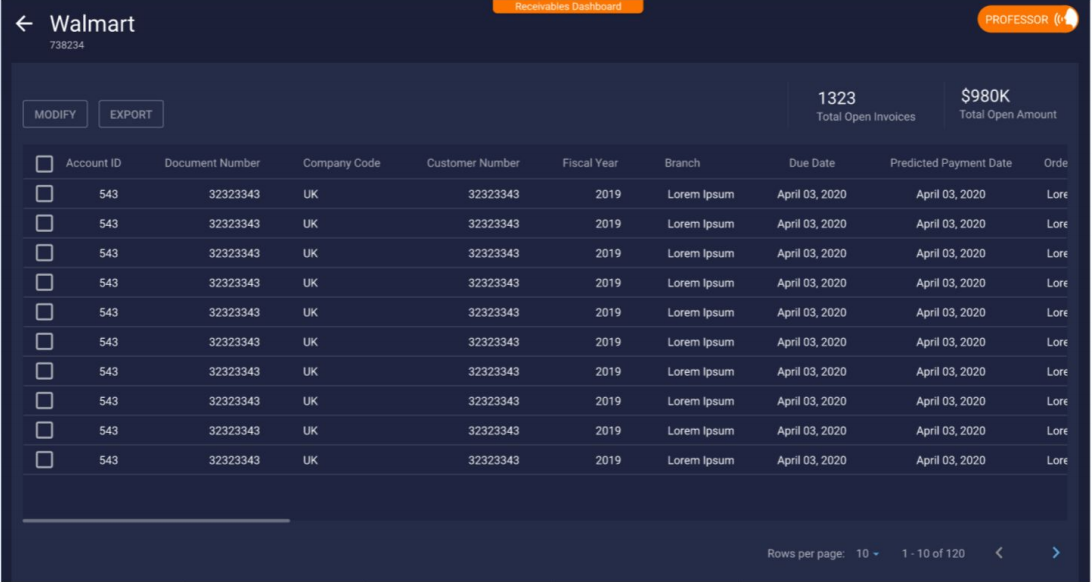 Receivables Dashboard
Walmart
738234
PROFESSOR
MODIFY EXPORT
1323 $980K
Total Open Invoices Total Open Amount
Account ID Document Number Company Code Customer Number Fiscal Year Branch Due Date Predicted Payment Date Orde
543 32323343 UK 32323343 2019 Lorem Ipsum April 03, 2020 April 03, 2020 Lore
543 32323343 UK 32323343 2019 Lorem Ipsum April 03, 2020 April 03, 2020 Lore
543 32323343 UK 32323343 2019 Lorem Ipsum April 03, 2020 April 03, 2020 Lore
543 32323343 UK 32323343 2019 Lorem Ipsum April 03, 2020 April 03, 2020 Lore
543 32323343 UK 32323343 2019 Lorem Ipsum April 03, 2020 April 03, 2020 Lore
543 32323343 UK 32323343 2019 Lorem Ipsum April 03, 2020 April 03, 2020 Lore
543 32323343 UK 32323343 2019 Lorem Ipsum April 03, 2020 April 03, 2020 Lore
543 32323343 UK 32323343 2019 Lorem Ipsum April 03, 2020 April 03, 2020 Lore
543 32323343 UK 32323343 2019 Lorem Ipsum April 03, 2020 April 03, 2020 Lore
543 32323343 UK 32323343 2019 Lorem Ipsum April 03, 2020 April 03, 2020 Lore
Rows per page: 10 1 - 10 of 120